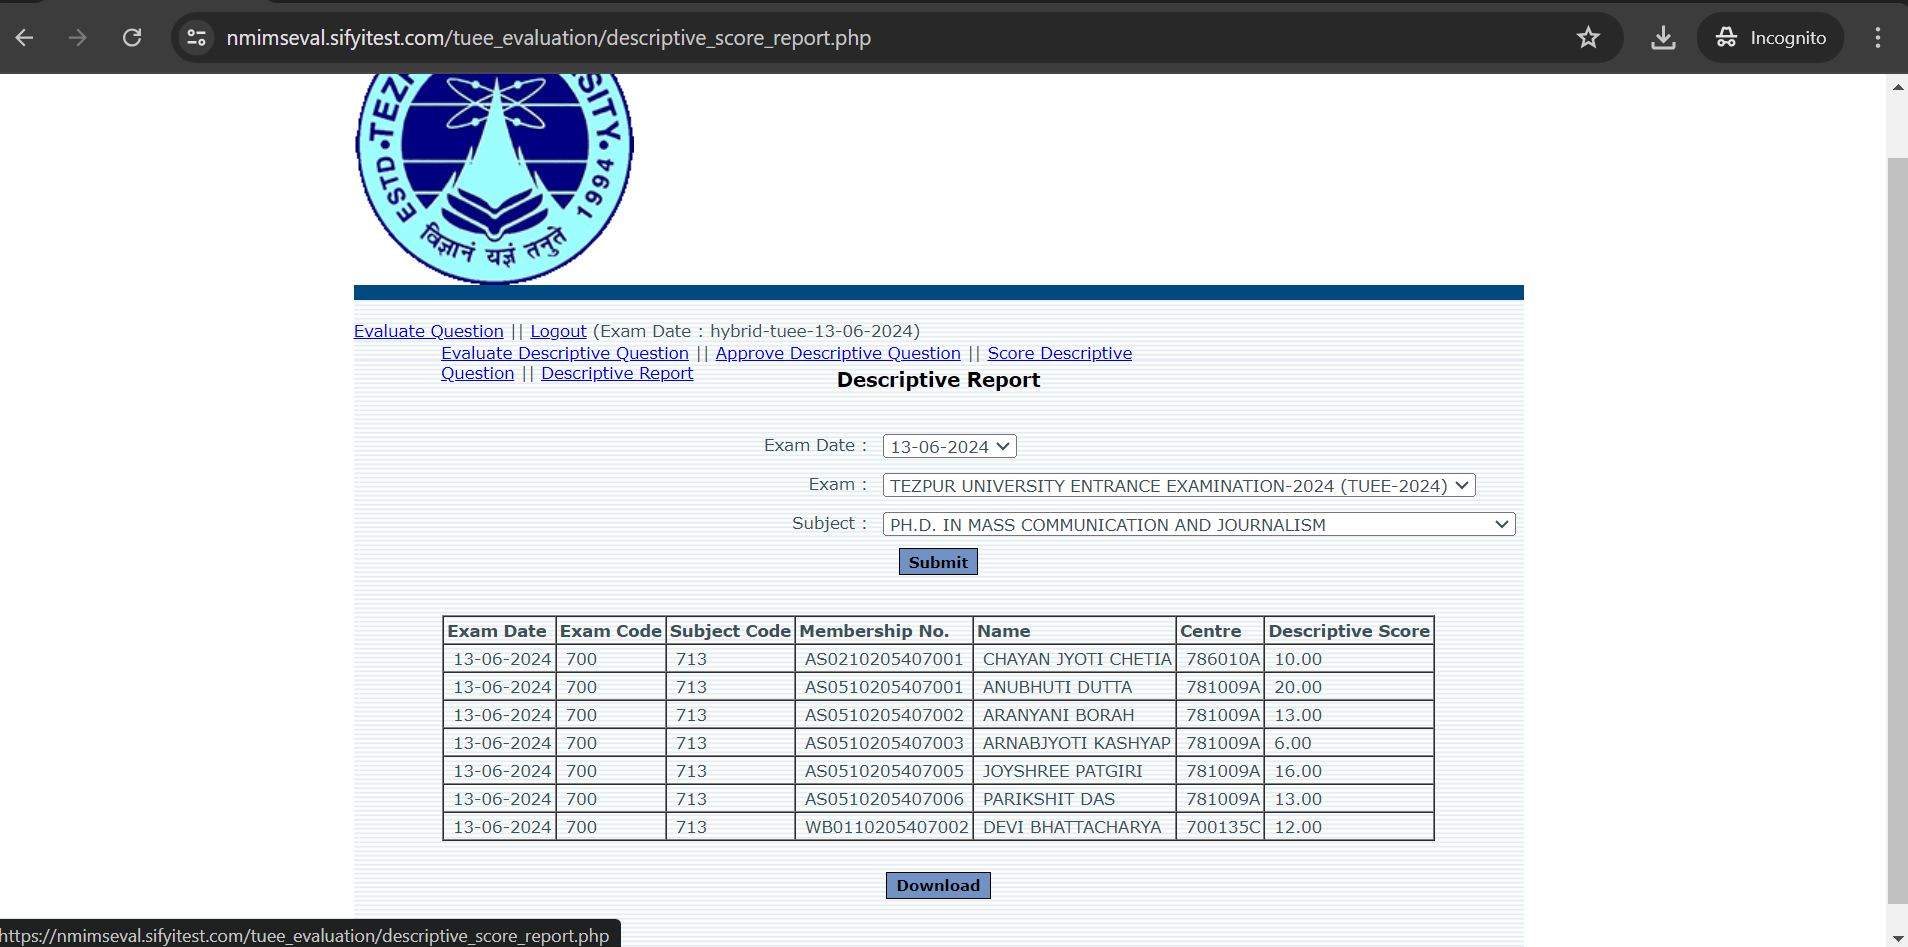 nmimseval.sifyitest.com/tuee_evaluation/descriptive_score_report.php
Incognito
ESTD • TEZ SITY • 1994
विज्ञानं यज्ञं तनुते
Evaluate Question || Logout (Exam Date : hybrid-tuee-13-06-2024)
Evaluate Descriptive Question || Approve Descriptive Question || Score Descriptive
Question || Descriptive Report
Descriptive Report
Exam Date : 13-06-2024
Exam : TEZPUR UNIVERSITY ENTRANCE EXAMINATION-2024 (TUEE-2024)
Subject : PH.D. IN MASS COMMUNICATION AND JOURNALISM
Submit
Exam Date Exam Code Subject Code Membership No. Name Centre Descriptive Score
13-06-2024 700 713 AS0210205407001 CHAYAN JYOTI CHETIA 786010A 10.00
13-06-2024 700 713 AS0510205407001 ANUBHUTI DUTTA 781009A 20.00
13-06-2024 700 713 AS0510205407002 ARANYANI BORAH 781009A 13.00
13-06-2024 700 713 AS0510205407003 ARNABJYOTI KASHYAP 781009A 6.00
13-06-2024 700 713 AS0510205407005 JOYSHREE PATGIRI 781009A 16.00
13-06-2024 700 713 AS0510205407006 PARIKSHIT DAS 781009A 13.00
13-06-2024 700 713 WB0110205407002 DEVI BHATTACHARYA 700135C 12.00
Download
https://nmimseval.sifyitest.com/tuee_evaluation/descriptive_score_report.php